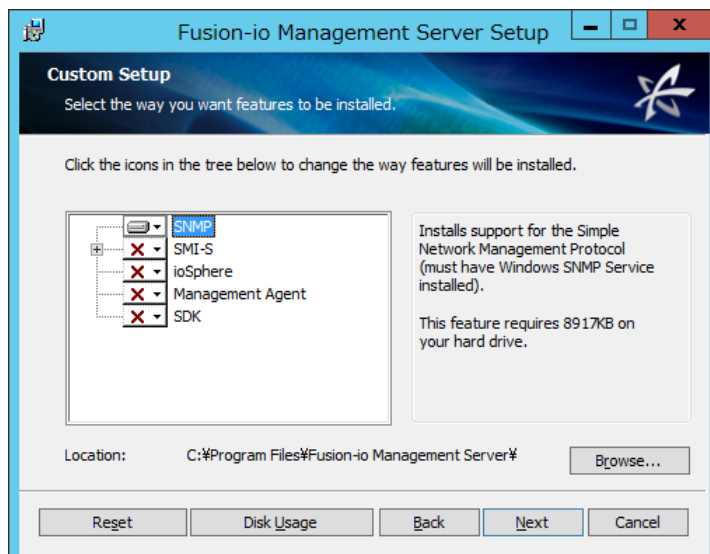 Fusion-io Management Server Setup
Custom Setup
Select the way you want features to be installed.
Click the icons in the tree below to change the way features will be installed.
SNMP
SMI-S
ioSphere
Management Agent
SDK
Installs support for the Simple
Network Management Protocol
(must have Windows SNMP Service
installed).
This feature requires 8917KB on
your hard drive.
Location: C:¥Program Files¥Fusion-io Management Server¥
Browse...
Reset Disk Usage Back Next Cancel